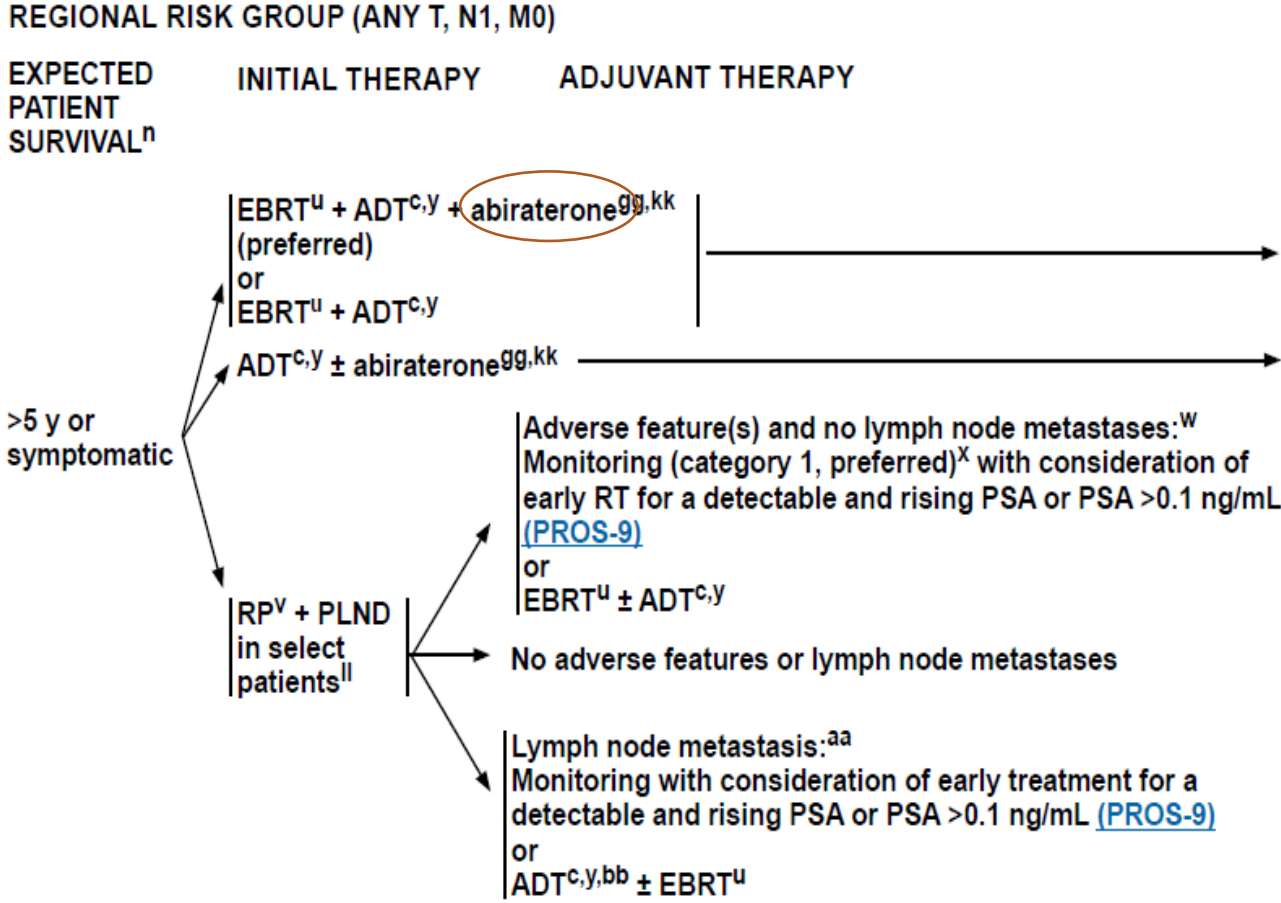 REGIONAL RISK GROUP (ANY T, N1, M0)
EXPECTED
PATIENT
SURVIVALⁿ
INITIAL THERAPY
ADJUVANT THERAPY
EBRTᵘ + ADTᶜ,ʸ + abirateroneᵍᵍ,ᵏᵏ
(preferred)
or
EBRTᵘ + ADTᶜ,ʸ
ADTᶜ,ʸ ± abirateroneᵍᵍ,ᵏᵏ
>5 y or
symptomatic
RPᵛ + PLND
in select
patientsˡˡ
Adverse feature(s) and no lymph node metastases:ʷ
Monitoring (category 1, preferred)ˣ with consideration of
early RT for a detectable and rising PSA or PSA >0.1 ng/mL
(PROS-9)
or
EBRTᵘ ± ADTᶜ,ʸ
No adverse features or lymph node metastases
Lymph node metastasis:ᵃᵃ
Monitoring with consideration of early treatment for a
detectable and rising PSA or PSA >0.1 ng/mL (PROS-9)
or
ADTᶜ,ʸ,ᵇᵇ ± EBRTᵘ